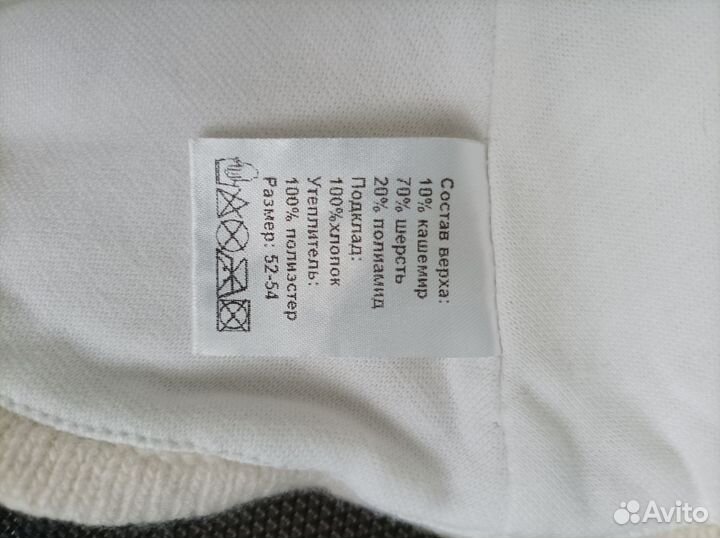 Состав верха:
10% кашемир
70% шерсть
20% полиамид
Подклад:
100%хлопок
Утеплитель:
100% полиэстер
Размер: 52-54
Avito